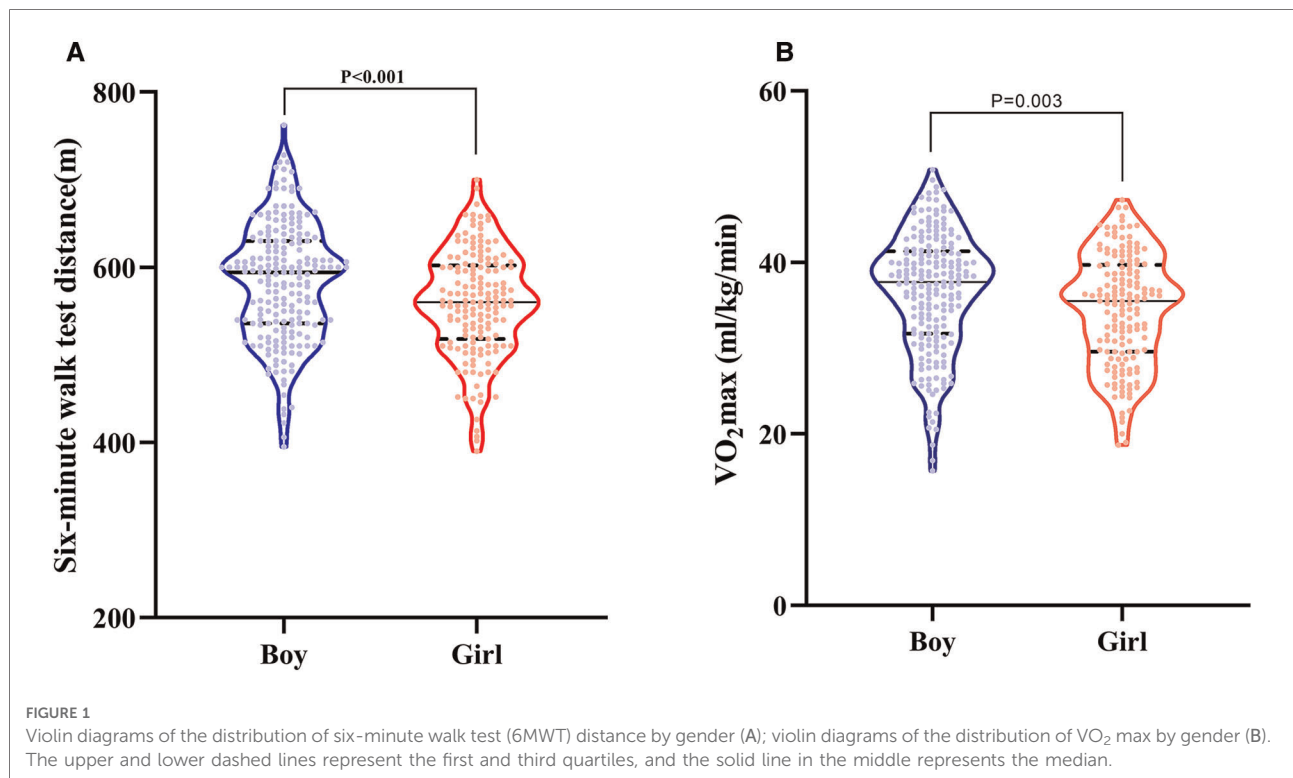 A
P<0.001
800
600
400
200
Six-minute walk test distance(m)
Boy
Girl
B
P=0.003
60
40
20
0
VO₂max (ml/kg/min)
Boy
Girl
FIGURE 1
Violin diagrams of the distribution of six-minute walk test (6MWT) distance by gender (A); violin diagrams of the distribution of VO₂ max by gender (B).
The upper and lower dashed lines represent the first and third quartiles, and the solid line in the middle represents the median.